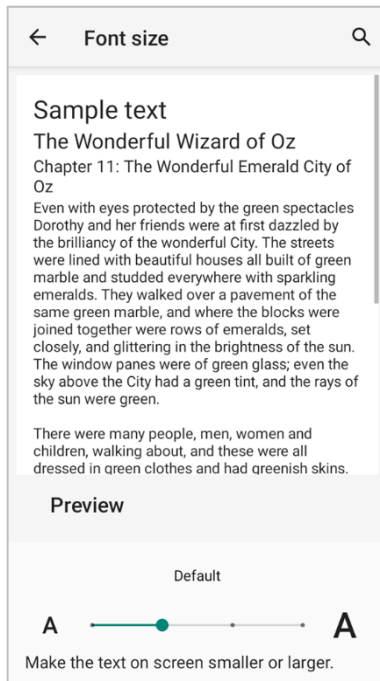 Font size
Sample text
The Wonderful Wizard of Oz
Chapter 11: The Wonderful Emerald City of
Oz
Even with eyes protected by the green spectacles
Dorothy and her friends were at first dazzled by
the brilliancy of the wonderful City. The streets
were lined with beautiful houses all built of green
marble and studded everywhere with sparkling
emeralds. They walked over a pavement of the
same green marble, and where the blocks were
joined together were rows of emeralds, set
closely, and glittering in the brightness of the sun.
The window panes were of green glass; even the
sky above the City had a green tint, and the rays of
the sun were green.
There were many people, men, women and
children, walking about, and these were all
dressed in green clothes and had greenish skins.
Preview
Default
A A
Make the text on screen smaller or larger.